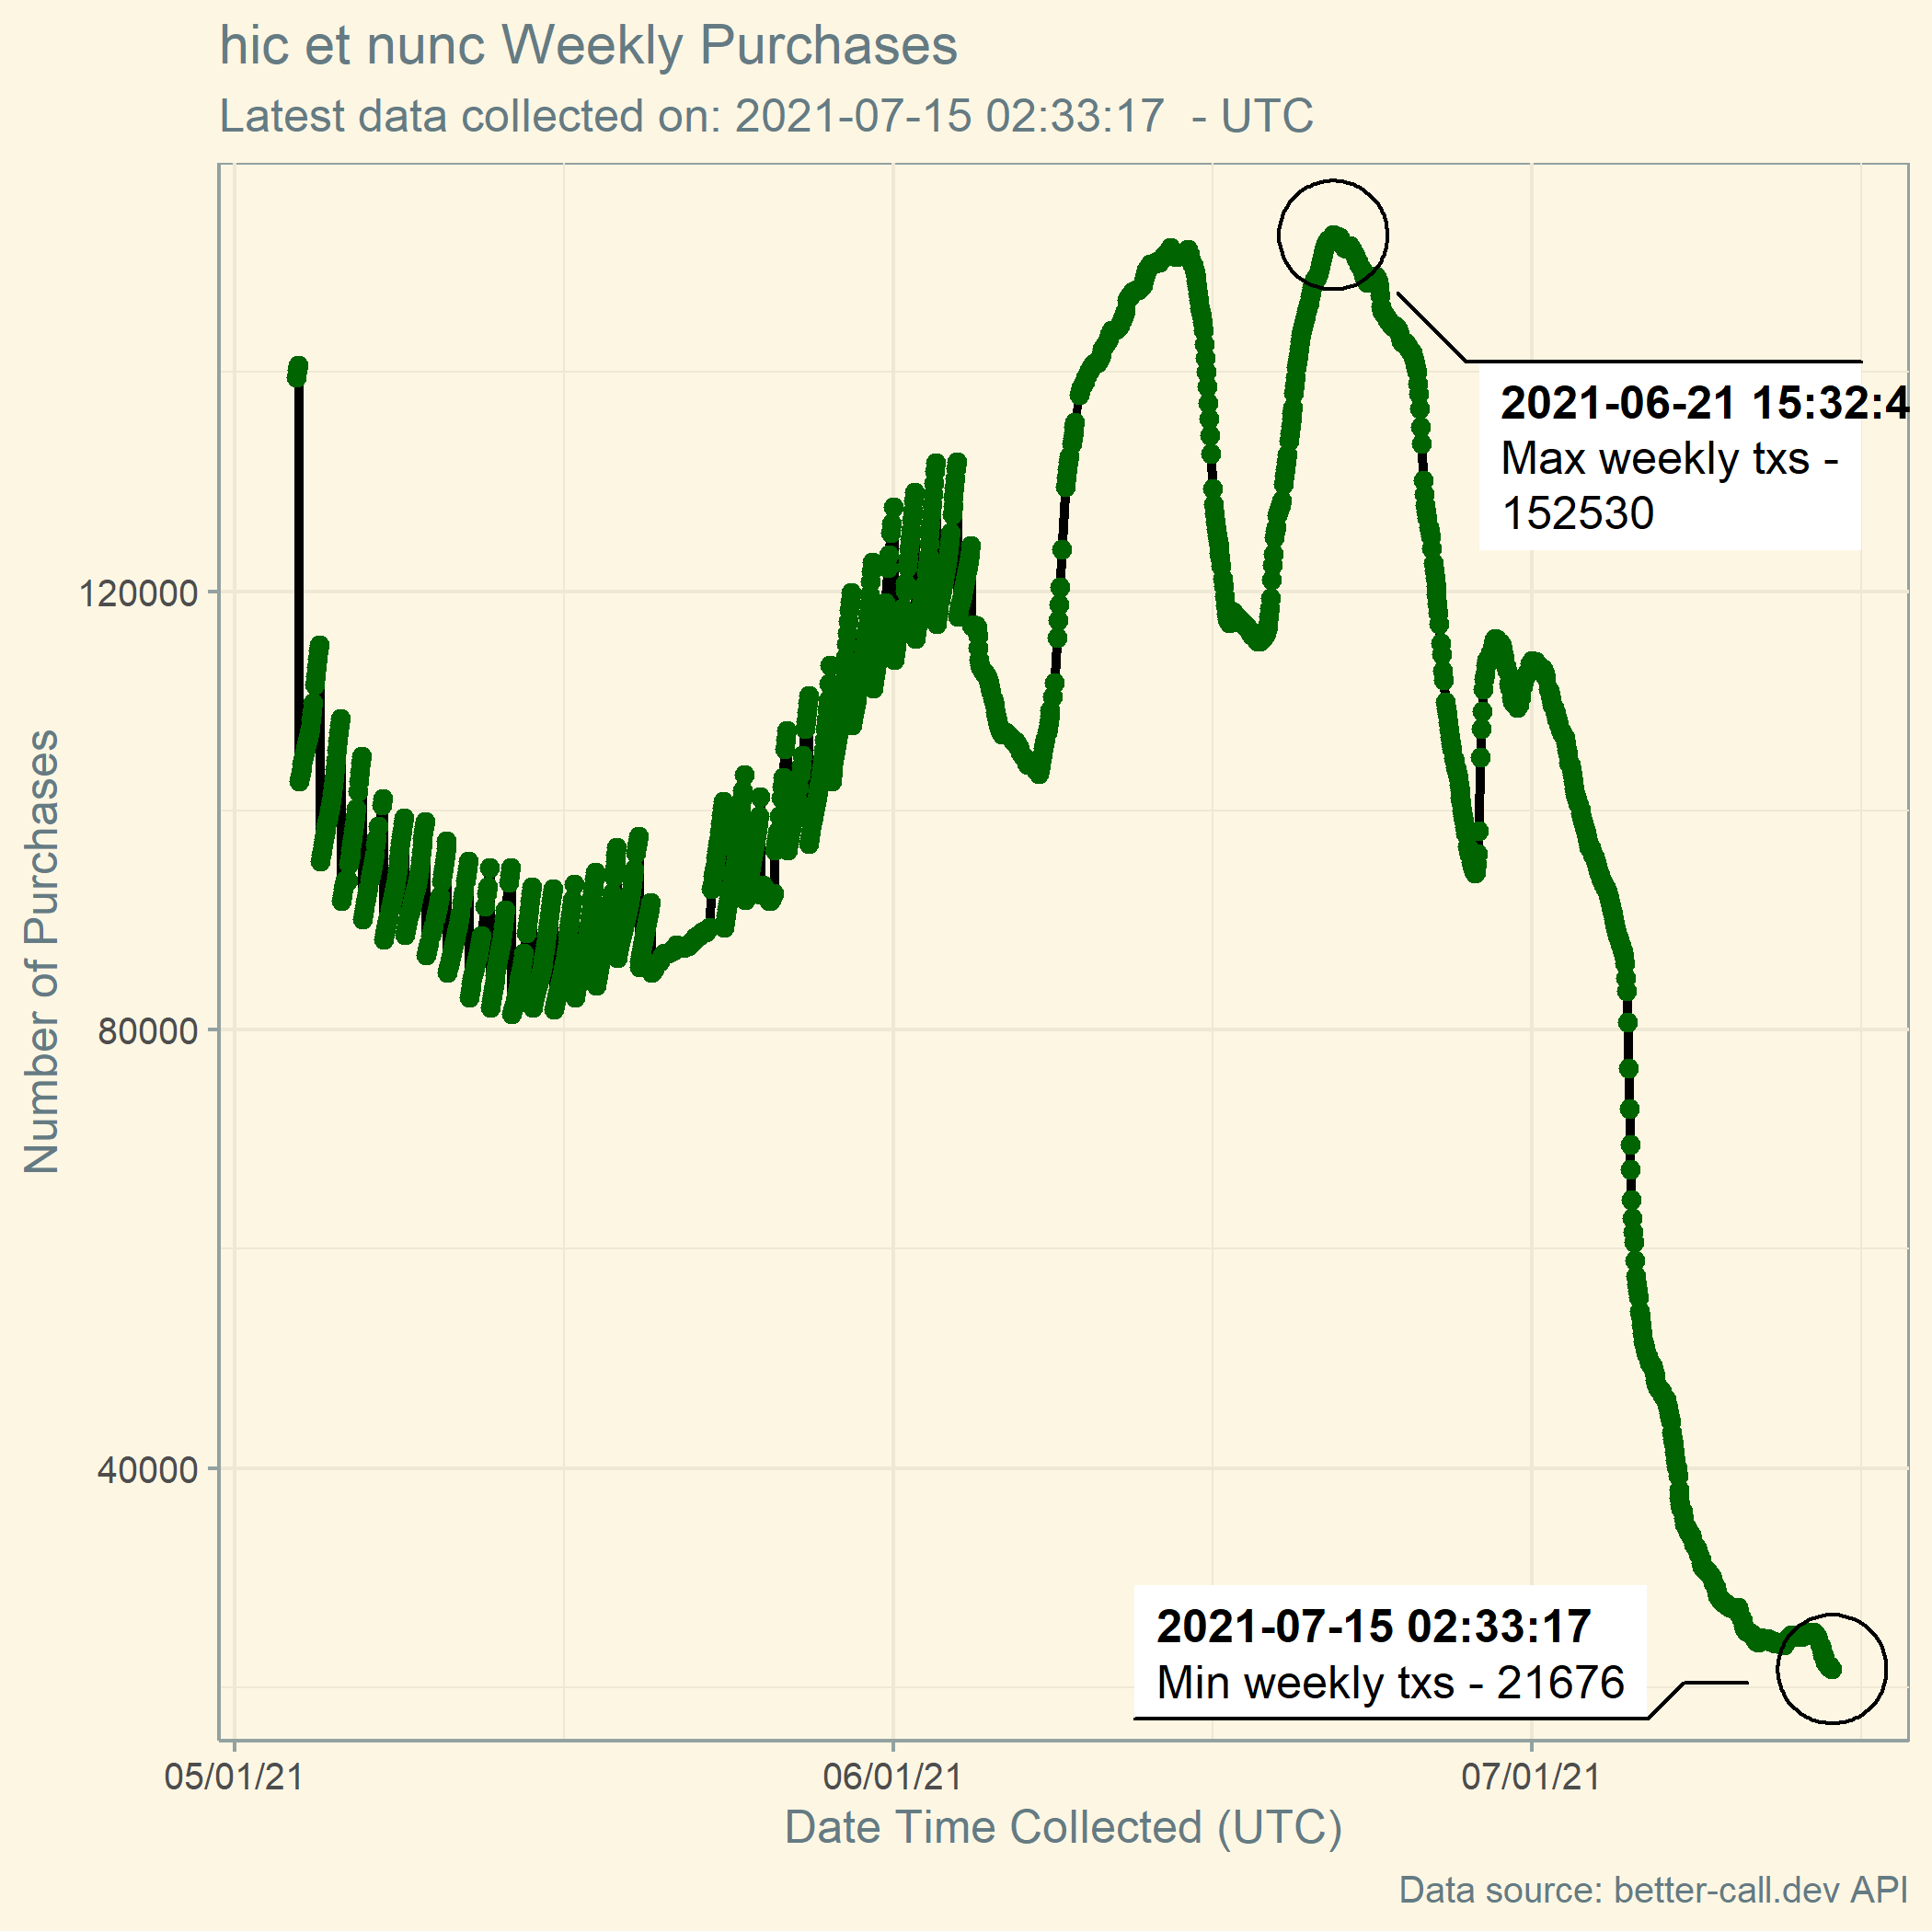 hic et nunc Weekly Purchases
Latest data collected on: 2021-07-15 02:33:17  - UTC
Number of Purchases
120000
80000
40000
2021-06-21 15:32:4
Max weekly txs -
152530
2021-07-15 02:33:17
Min weekly txs - 21676
05/01/21
06/01/21
07/01/21
Date Time Collected (UTC)
Data source: better-call.dev API